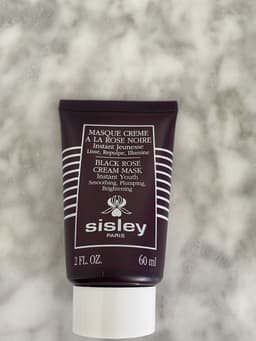 MASQUE CREME
A LA ROSE NOIRE
Instant Jeunesse
Lisse, Repulpe, Illumine
BLACK ROSE
CREAM MASK
Instant Youth
Smoothing, Plumping,
Brightening
sisley
PARIS
2 FL. OZ. 60 ml